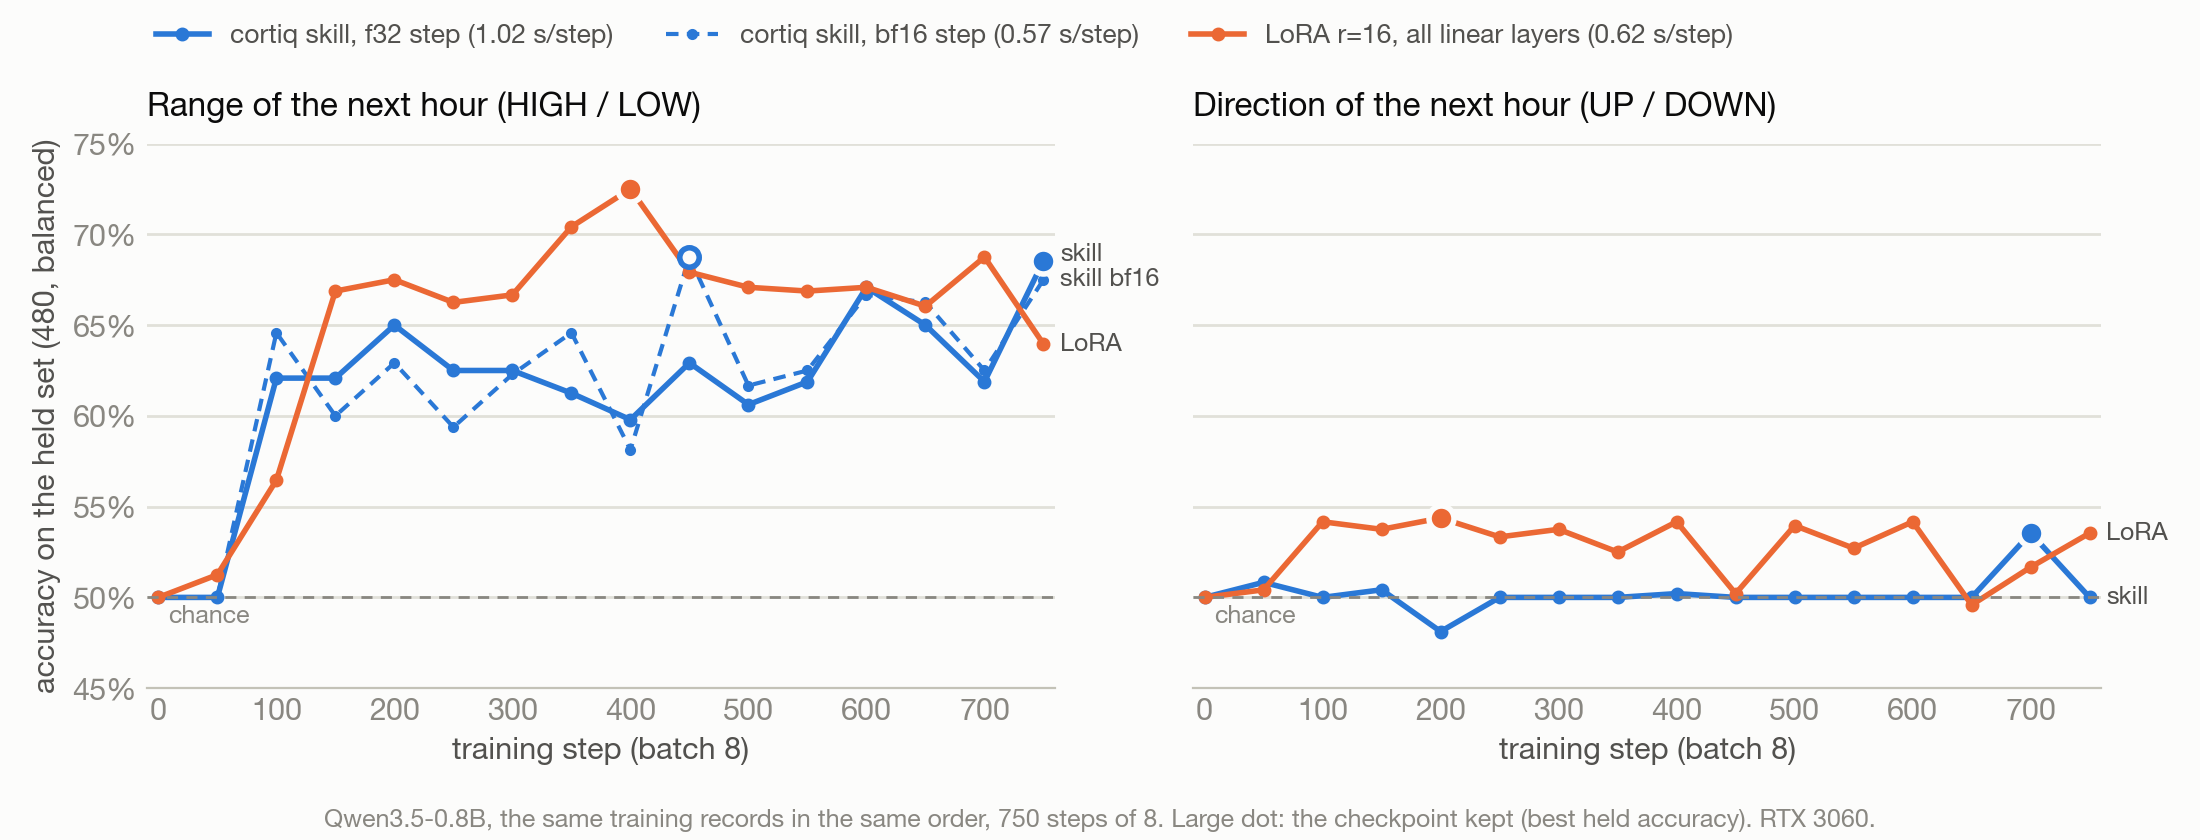 cortiq skill, f32 step (1.02 s/step)
cortiq skill, bf16 step (0.57 s/step)
LoRA r=16, all linear layers (0.62 s/step)
Range of the next hour (HIGH / LOW)
accuracy on the held set (480, balanced)
75%
70%
65%
60%
55%
50%
45%
chance
skill
skill bf16
LoRA
0 100 200 300 400 500 600 700
training step (batch 8)
Direction of the next hour (UP / DOWN)
chance
LoRA
skill
0 100 200 300 400 500 600 700
training step (batch 8)
Qwen3.5-0.8B, the same training records in the same order, 750 steps of 8. Large dot: the checkpoint kept (best held accuracy). RTX 3060.